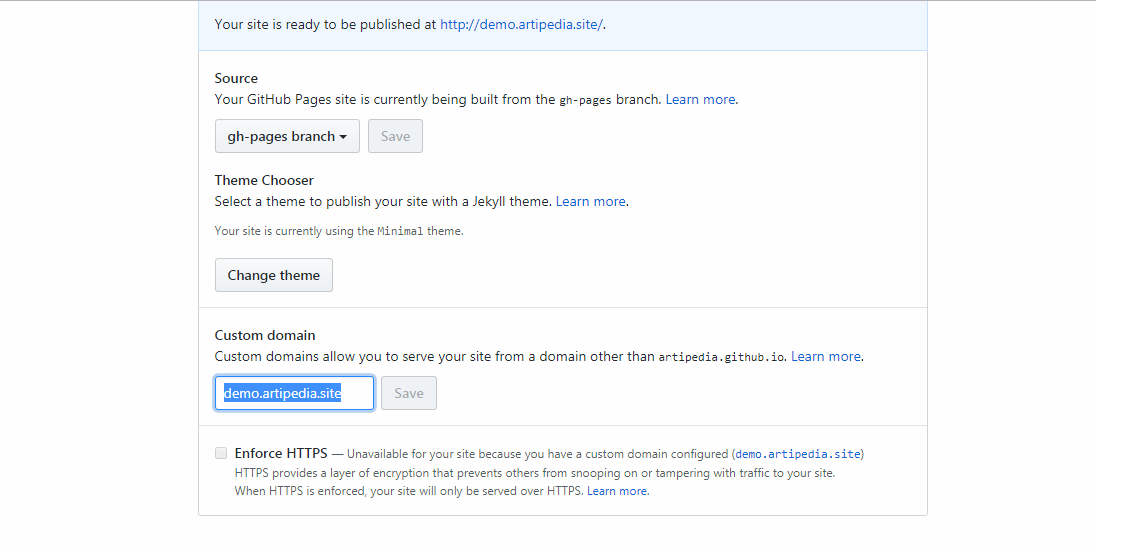 Your site is ready to be published at http://demo.artipedia.site/.
Source
Your GitHub Pages site is currently being built from the gh-pages branch. Learn more.
gh-pages branch Save
Theme Chooser
Select a theme to publish your site with a Jekyll theme. Learn more.
Your site is currently using the Minimal theme.
Change theme
Custom domain
Custom domains allow you to serve your site from a domain other than artipedia.github.io. Learn more.
demo.artipedia.site Save
Enforce HTTPS — Unavailable for your site because you have a custom domain configured (demo.artipedia.site)
HTTPS provides a layer of encryption that prevents others from snooping on or tampering with traffic to your site.
When HTTPS is enforced, your site will only be served over HTTPS. Learn more.